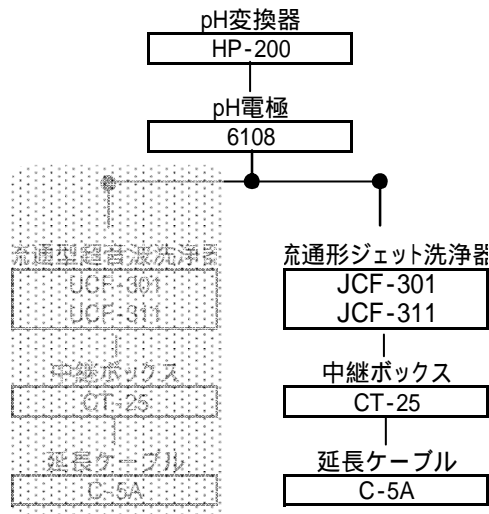 pH変換器
HP-200
pH電極
6108
流通型超音波洗浄器
UCF-301
UCF-311
中継ボックス
CT-25
延長ケーブル
C-5A
流通形ジェット洗浄器
JCF-301
JCF-311
中継ボックス
CT-25
延長ケーブル
C-5A